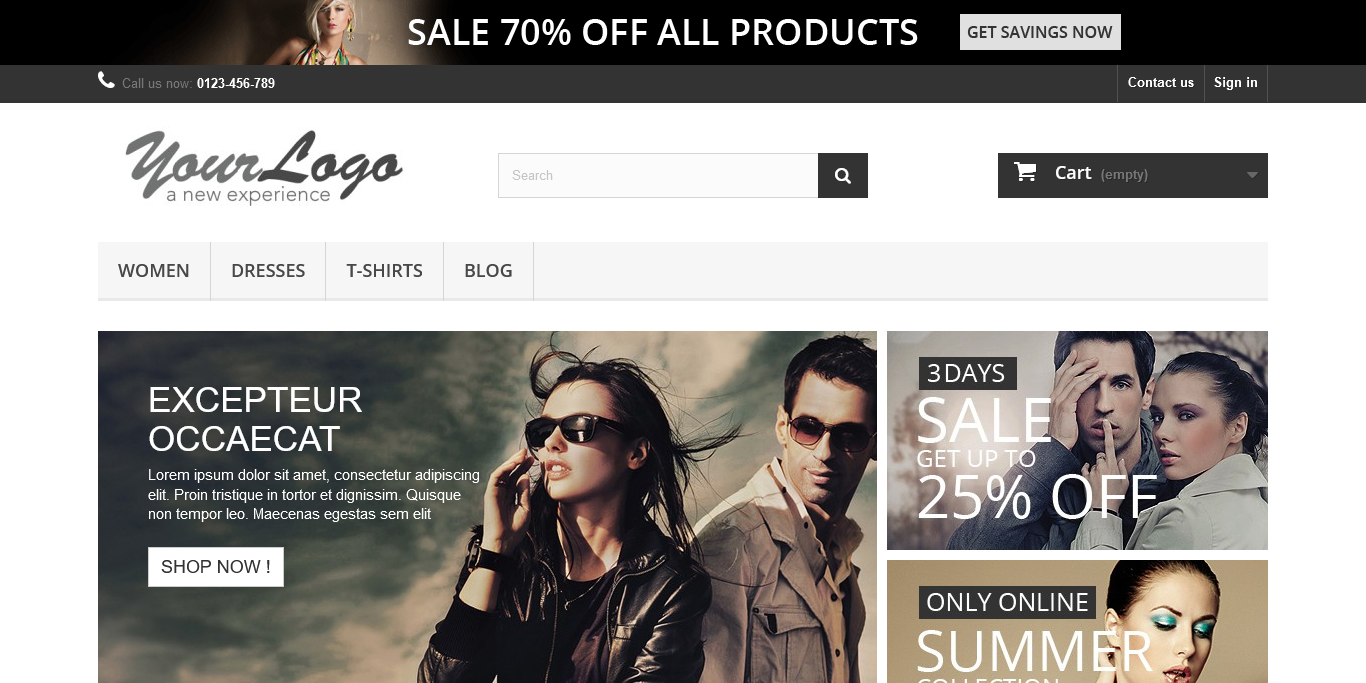 SALE 70% OFF ALL PRODUCTS
GET SAVINGS NOW
Call us now: 0123-456-789
Contact us
Sign in
YourLogo
a new experience
Search
Cart (empty)
WOMEN
DRESSES
T-SHIRTS
BLOG
EXCEPTEUR
OCCAECAT
Lorem ipsum dolor sit amet, consectetur adipiscing
elit. Proin tristique in tortor et dignissim. Quisque
non tempor leo. Maecenas egestas sem elit
SHOP NOW !
3DAYS
SALE
GET UP TO
25% OFF
ONLY ONLINE
SUMMER
COLLECTION